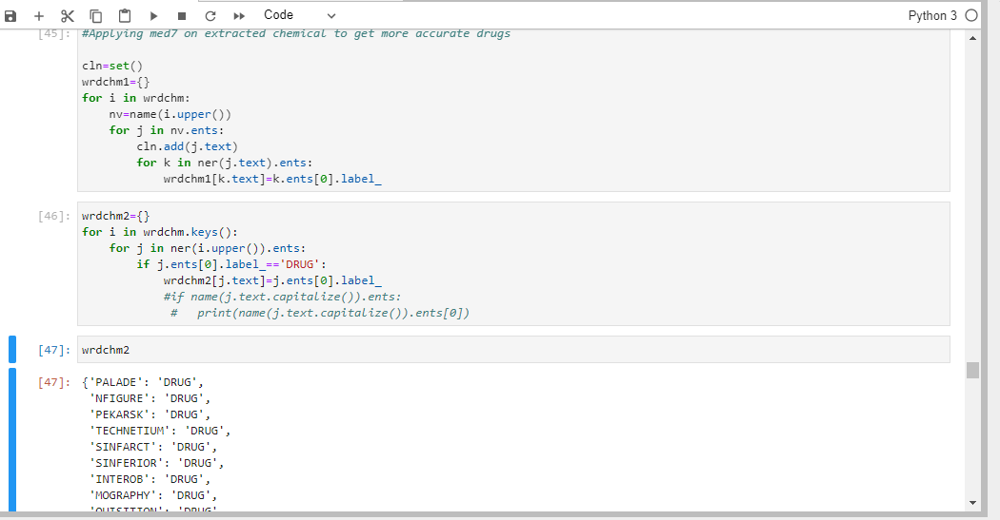 Code
Python 3
[45]: #Applying med7 on extracted chemical to get more accurate drugs
cln=set()
wrdchm1={}
for i in wrdchm:
    nv=name(i.upper())
    for j in nv.ents:
        cln.add(j.text)
        for k in ner(j.text).ents:
            wrdchm1[k.text]=k.ents[0].label_
[46]: wrdchm2={}
for i in wrdchm.keys():
    for j in ner(i.upper()).ents:
        if j.ents[0].label_=='DRUG':
            wrdchm2[j.text]=j.ents[0].label_
            #if name(j.text.capitalize()).ents:
             #   print(name(j.text.capitalize()).ents[0])
[47]: wrdchm2
[47]: {'PALADE': 'DRUG',
 'NFIGURE': 'DRUG',
 'PEKARSK': 'DRUG',
 'TECHNETIUM': 'DRUG',
 'SINFARCT': 'DRUG',
 'SINFERIOR': 'DRUG',
 'INTEROB': 'DRUG',
 'MOGRAPHY': 'DRUG',
 'QUISITION': 'DRUG'